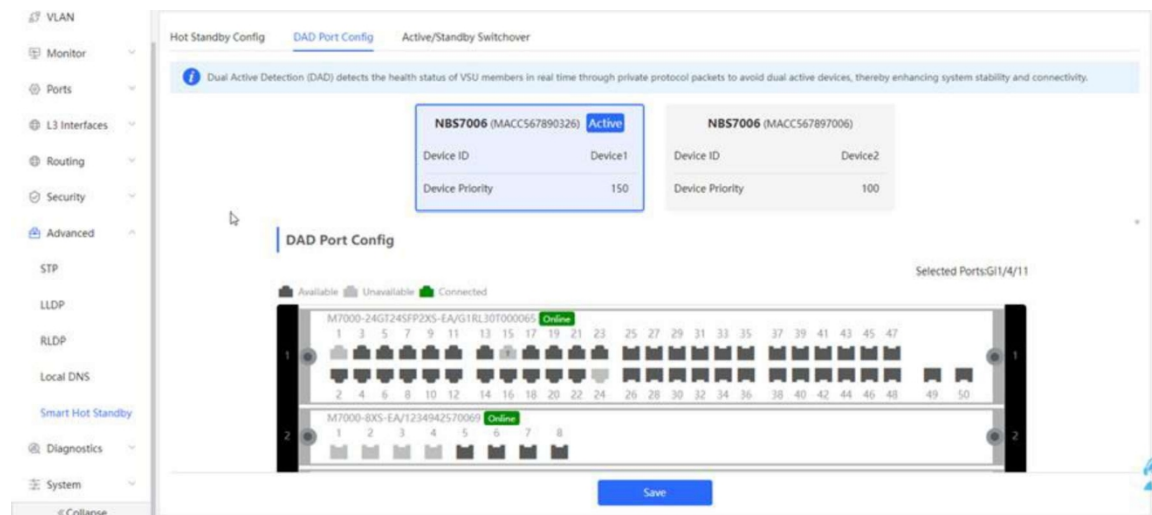 VLAN
Monitor
Ports
L3 Interfaces
Routing
Security
Advanced
STP
LLDP
RLDP
Local DNS
Smart Hot Standby
Diagnostics
System
Collapse
Hot Standby Config DAD Port Config Active/Standby Switchover
Dual Active Detection (DAD) detects the health status of VSU members in real time through private protocol packets to avoid dual active devices, thereby enhancing system stability and connectivity.
NBS7006 (MACC567890326) Active
Device ID Device1
Device Priority 150
NBS7006 (MACC567897006)
Device ID Device2
Device Priority 100
DAD Port Config
Selected Ports:Gi1/4/11
Available Unavailable Connected
M7000-24GT24SFP2XS-EA/G1RL30T000065 Online
1 3 5 7 9 11 13 15 17 19 21 23 25 27 29 31 33 35 37 39 41 43 45 47
1 1
2 4 6 8 10 12 14 16 18 20 22 24 26 28 30 32 34 36 38 40 42 44 46 48 49 50
M7000-8XS-EA/1234942570069 Online
1 2 3 4 5 6 7 8
2 2
Save